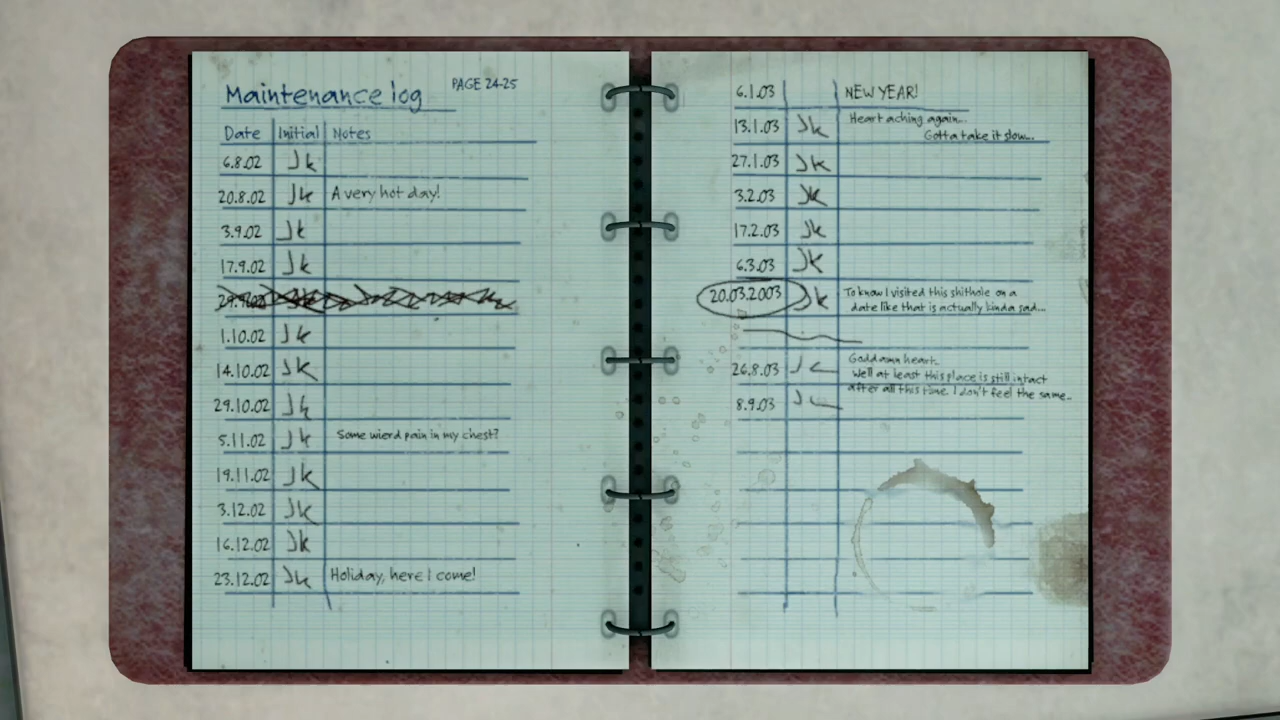 Maintenance log PAGE 24-25
Date Initial Notes
6.8.02 Jk
20.8.02 Jk A very hot day!
3.9.02 Jk
17.9.02 Jk
1.10.02 Jk
14.10.02 Jk
29.10.02 Jk
5.11.02 Jk Some wierd pain in my chest?
19.11.02 Jk
3.12.02 Jk
16.12.02 Jk
23.12.02 Jk Holiday, here I come!
6.1.03 NEW YEAR!
13.1.03 Jk Heart aching again...
Gotta take it slow...
27.1.03 Jk
3.2.03 Jk
17.2.03 Jk
6.3.03 Jk
20.03.2003 Jk To know I visited this shithole on a
date like that is actually kinda sad...
26.8.03 Goddamn heart.
Well at least this place is still intact
after all this time. I don't feel the same..
8.9.03